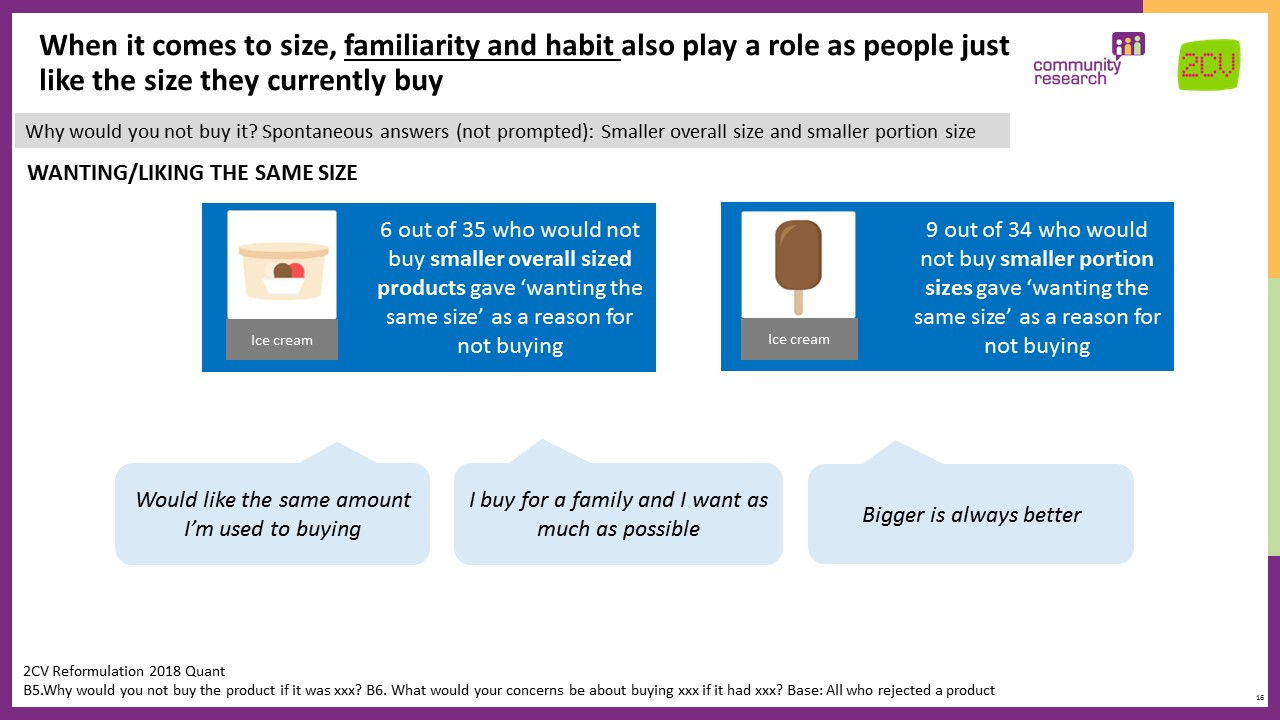 When it comes to size, familiarity and habit also play a role as people just
like the size they currently buy
community
research
2CV
Why would you not buy it? Spontaneous answers (not prompted): Smaller overall size and smaller portion size
WANTING/LIKING THE SAME SIZE
6 out of 35 who would not
buy smaller overall sized
products gave ‘wanting the
same size’ as a reason for
not buying
Ice cream
9 out of 34 who would
not buy smaller portion
sizes gave ‘wanting the
same size’ as a reason for
not buying
Ice cream
Would like the same amount
I’m used to buying
I buy for a family and I want as
much as possible
Bigger is always better
2CV Reformulation 2018 Quant
B5.Why would you not buy the product if it was xxx? B6. What would your concerns be about buying xxx if it had xxx? Base: All who rejected a product
16